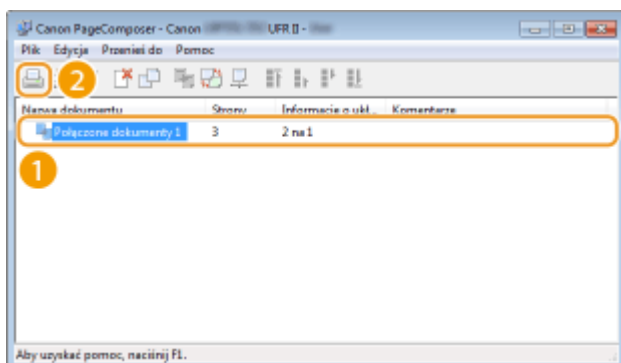 Canon PageComposer - Canon UFR II -
Plik Edycja Przenieś do Pomoc
2
Nazwa dokumentu Strony Informacje o ukł... Komentarze
Połączone dokumenty 1 3 2 na 1
1
Aby uzyskać pomoc, naciśnij F1.